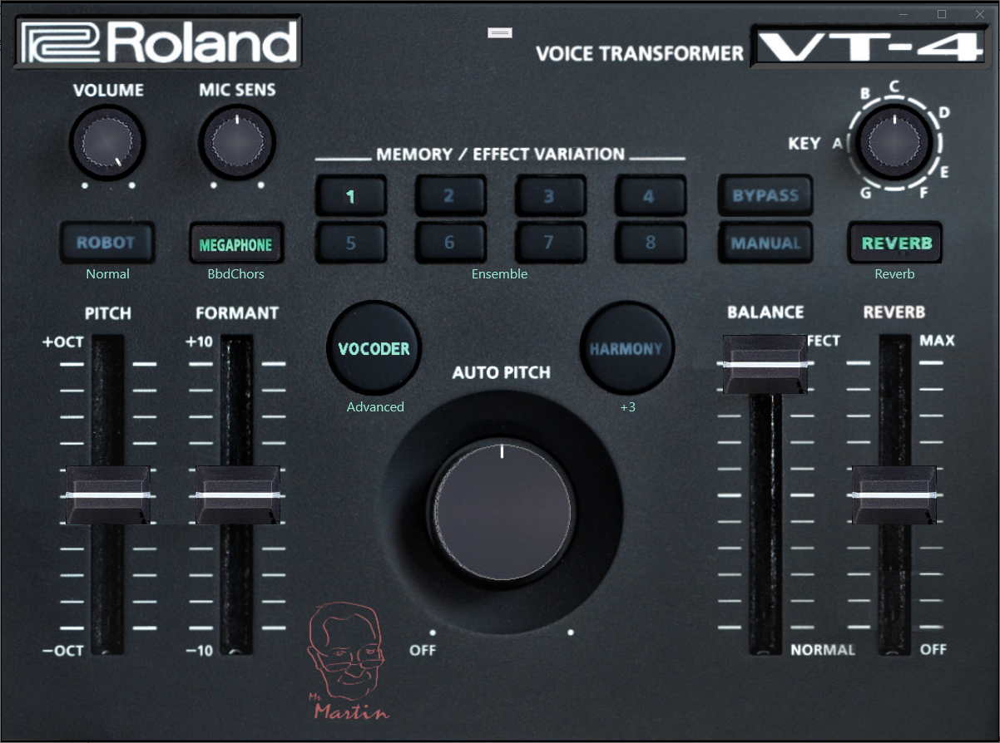 Roland
VOICE TRANSFORMER VT-4
VOLUME
MIC SENS
B
C
D
KEY A
E
G
F
MEMORY / EFFECT VARIATION
1
2
3
4
BYPASS
5
6
7
8
MANUAL
ROBOT
MEGAPHONE
REVERB
Normal
BbdChors
Ensemble
Reverb
PITCH
FORMANT
BALANCE
REVERB
+OCT
+10
VOCODER
HARMONY
FECT
MAX
AUTO PITCH
Advanced
+3
-OCT
-10
OFF
NORMAL
OFF
Mr.
Martin